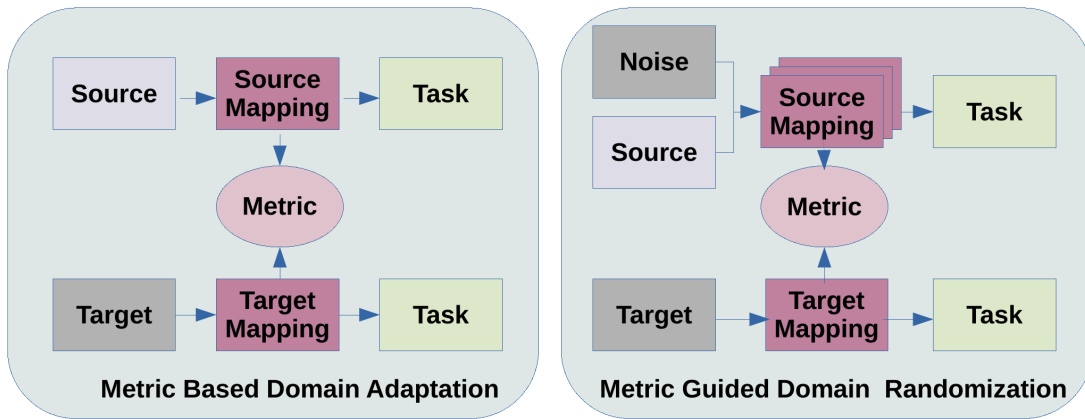 Source
Source
Mapping
Task
Metric
Target
Target
Mapping
Task
Metric Based Domain Adaptation
Noise
Source
Source
Mapping
Task
Metric
Target
Target
Mapping
Task
Metric Guided Domain  Randomization